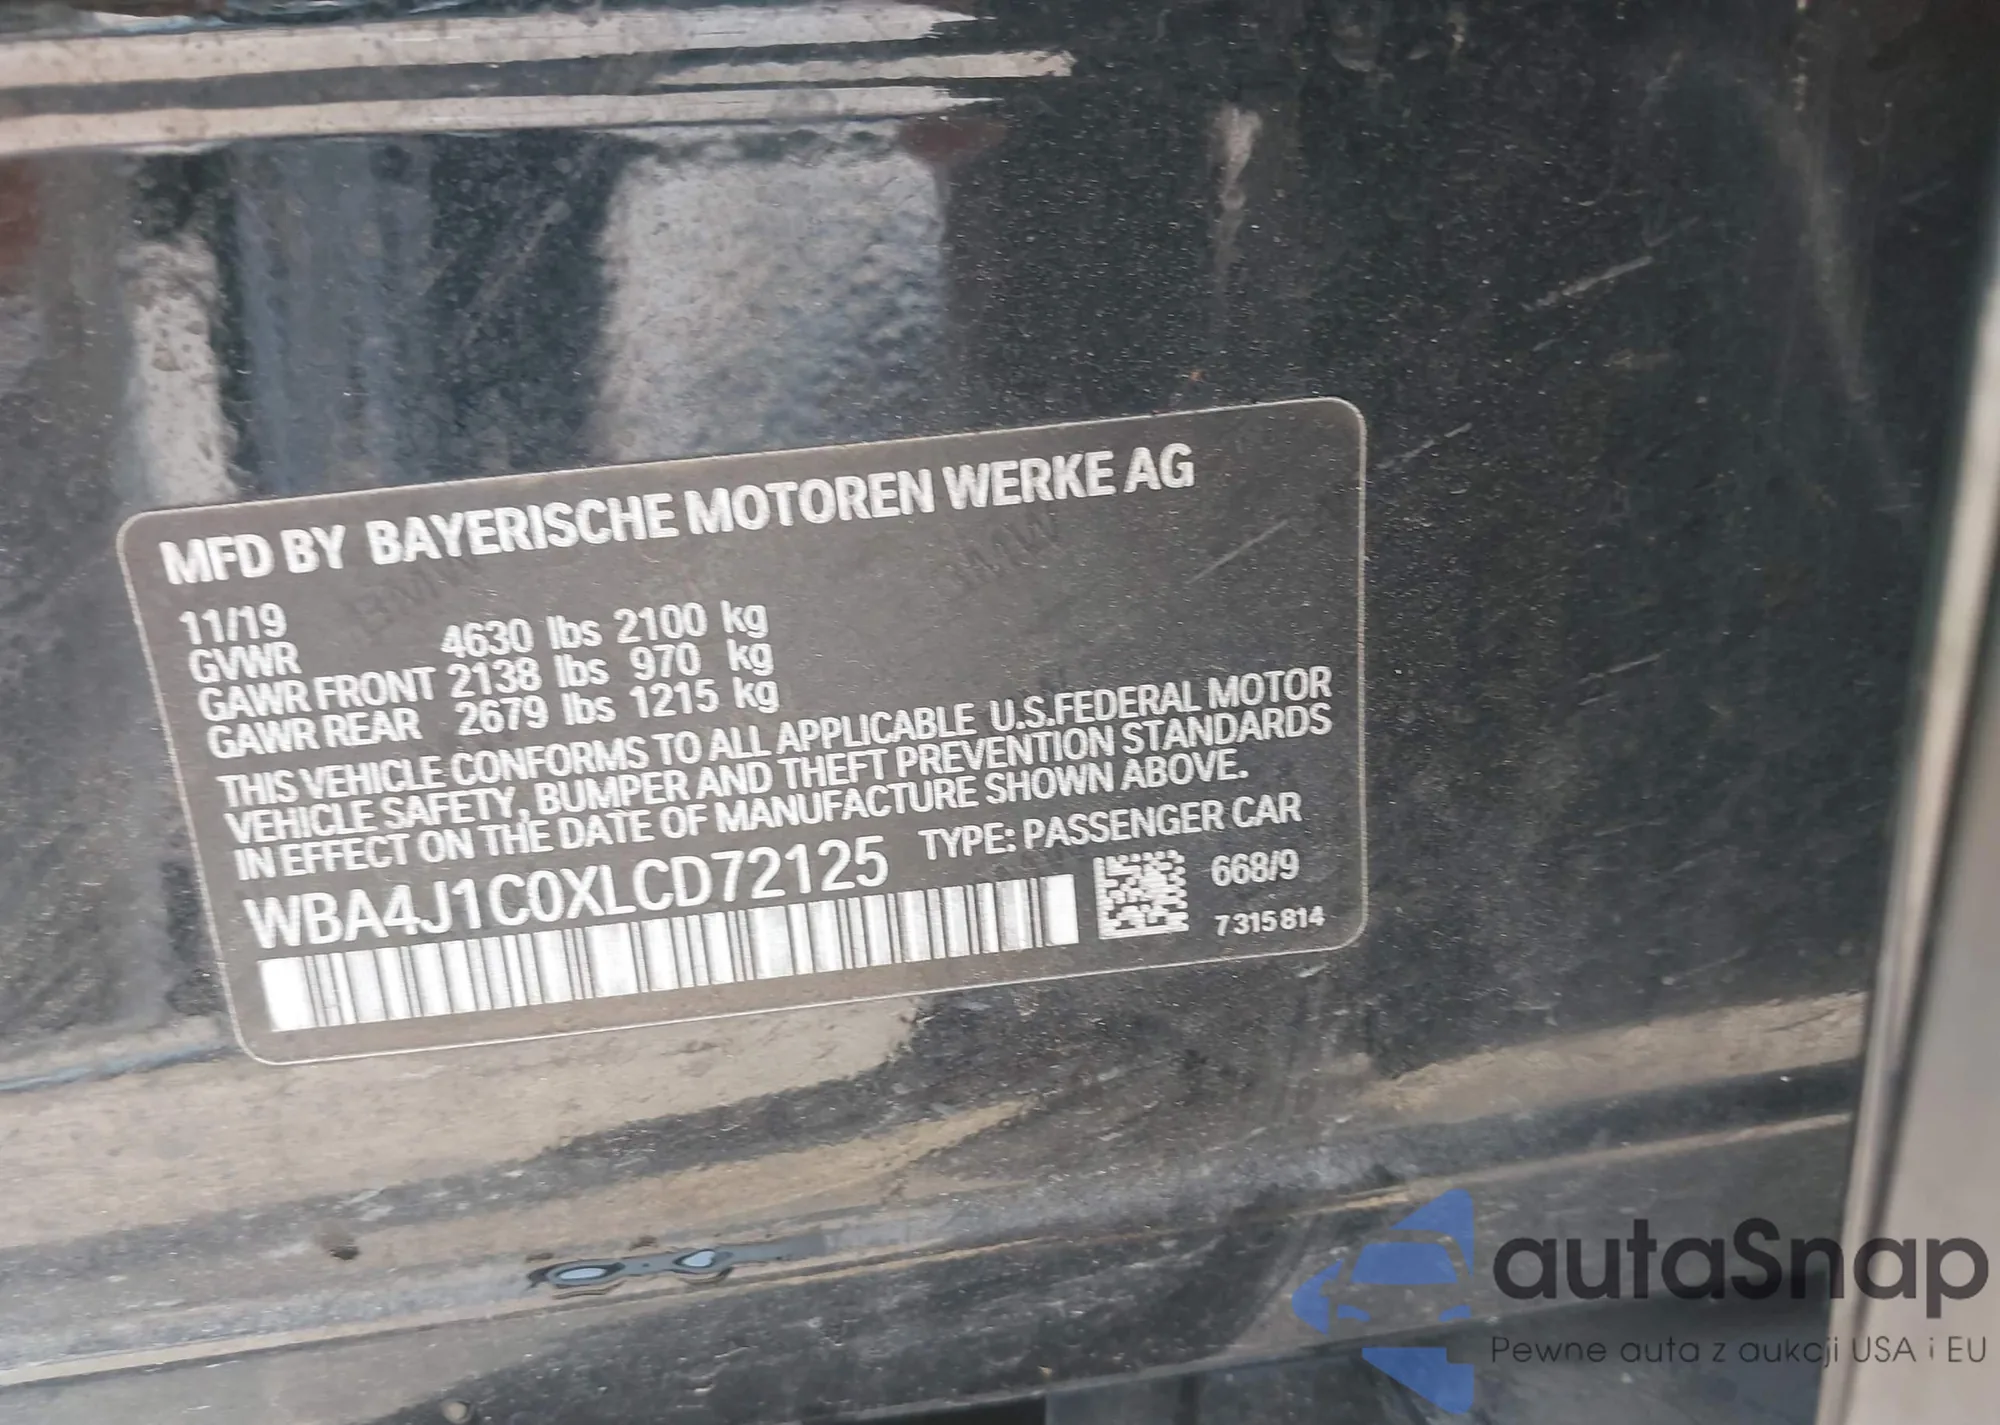 MFD BY BAYERISCHE MOTOREN WERKE AG
11/19
GVWR 4630 lbs 2100 kg
GAWR FRONT 2138 lbs 970 kg
GAWR REAR 2679 lbs 1215 kg
THIS VEHICLE CONFORMS TO ALL APPLICABLE U.S.FEDERAL MOTOR
VEHICLE SAFETY, BUMPER AND THEFT PREVENTION STANDARDS
IN EFFECT ON THE DATE OF MANUFACTURE SHOWN ABOVE.
WBA4J1C0XLCD72125 TYPE: PASSENGER CAR
668/9
7315814
autaSnap
Pewne auta z aukcji USA i EU